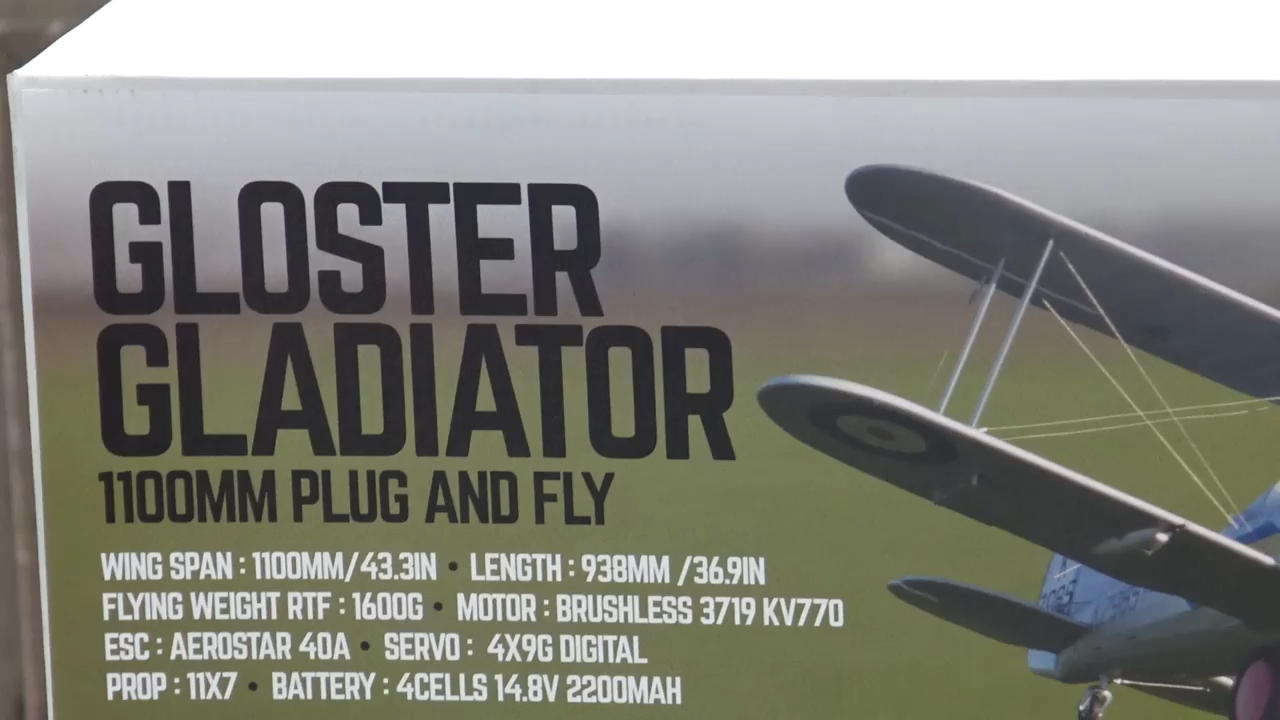 GLOSTER
GLADIATOR
1100MM PLUG AND FLY
WING SPAN : 1100MM/43.3IN • LENGTH : 938MM /36.9IN
FLYING WEIGHT RTF : 1600G • MOTOR : BRUSHLESS 3719 KV770
ESC : AEROSTAR 40A • SERVO : 4X9G DIGITAL
PROP : 11X7 • BATTERY : 4CELLS 14.8V 2200MAH